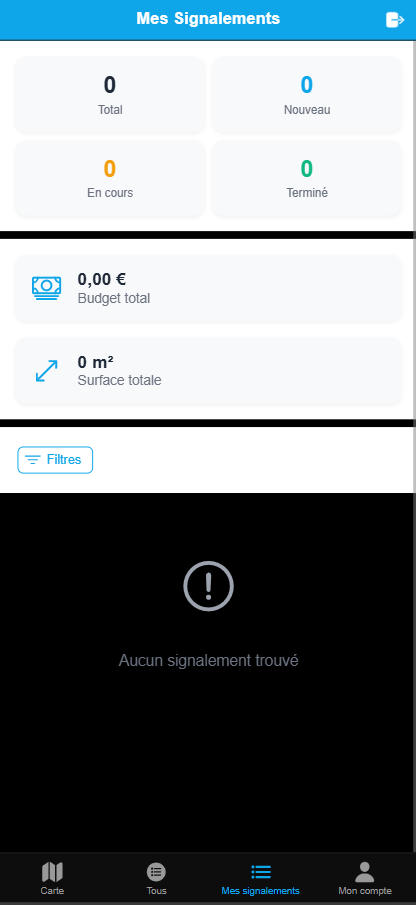 Mes Signalements
0
Total
0
Nouveau
0
En cours
0
Terminé
0,00 €
Budget total
0 m²
Surface totale
Filtres
Aucun signalement trouvé
Carte
Tous
Mes signalements
Mon compte